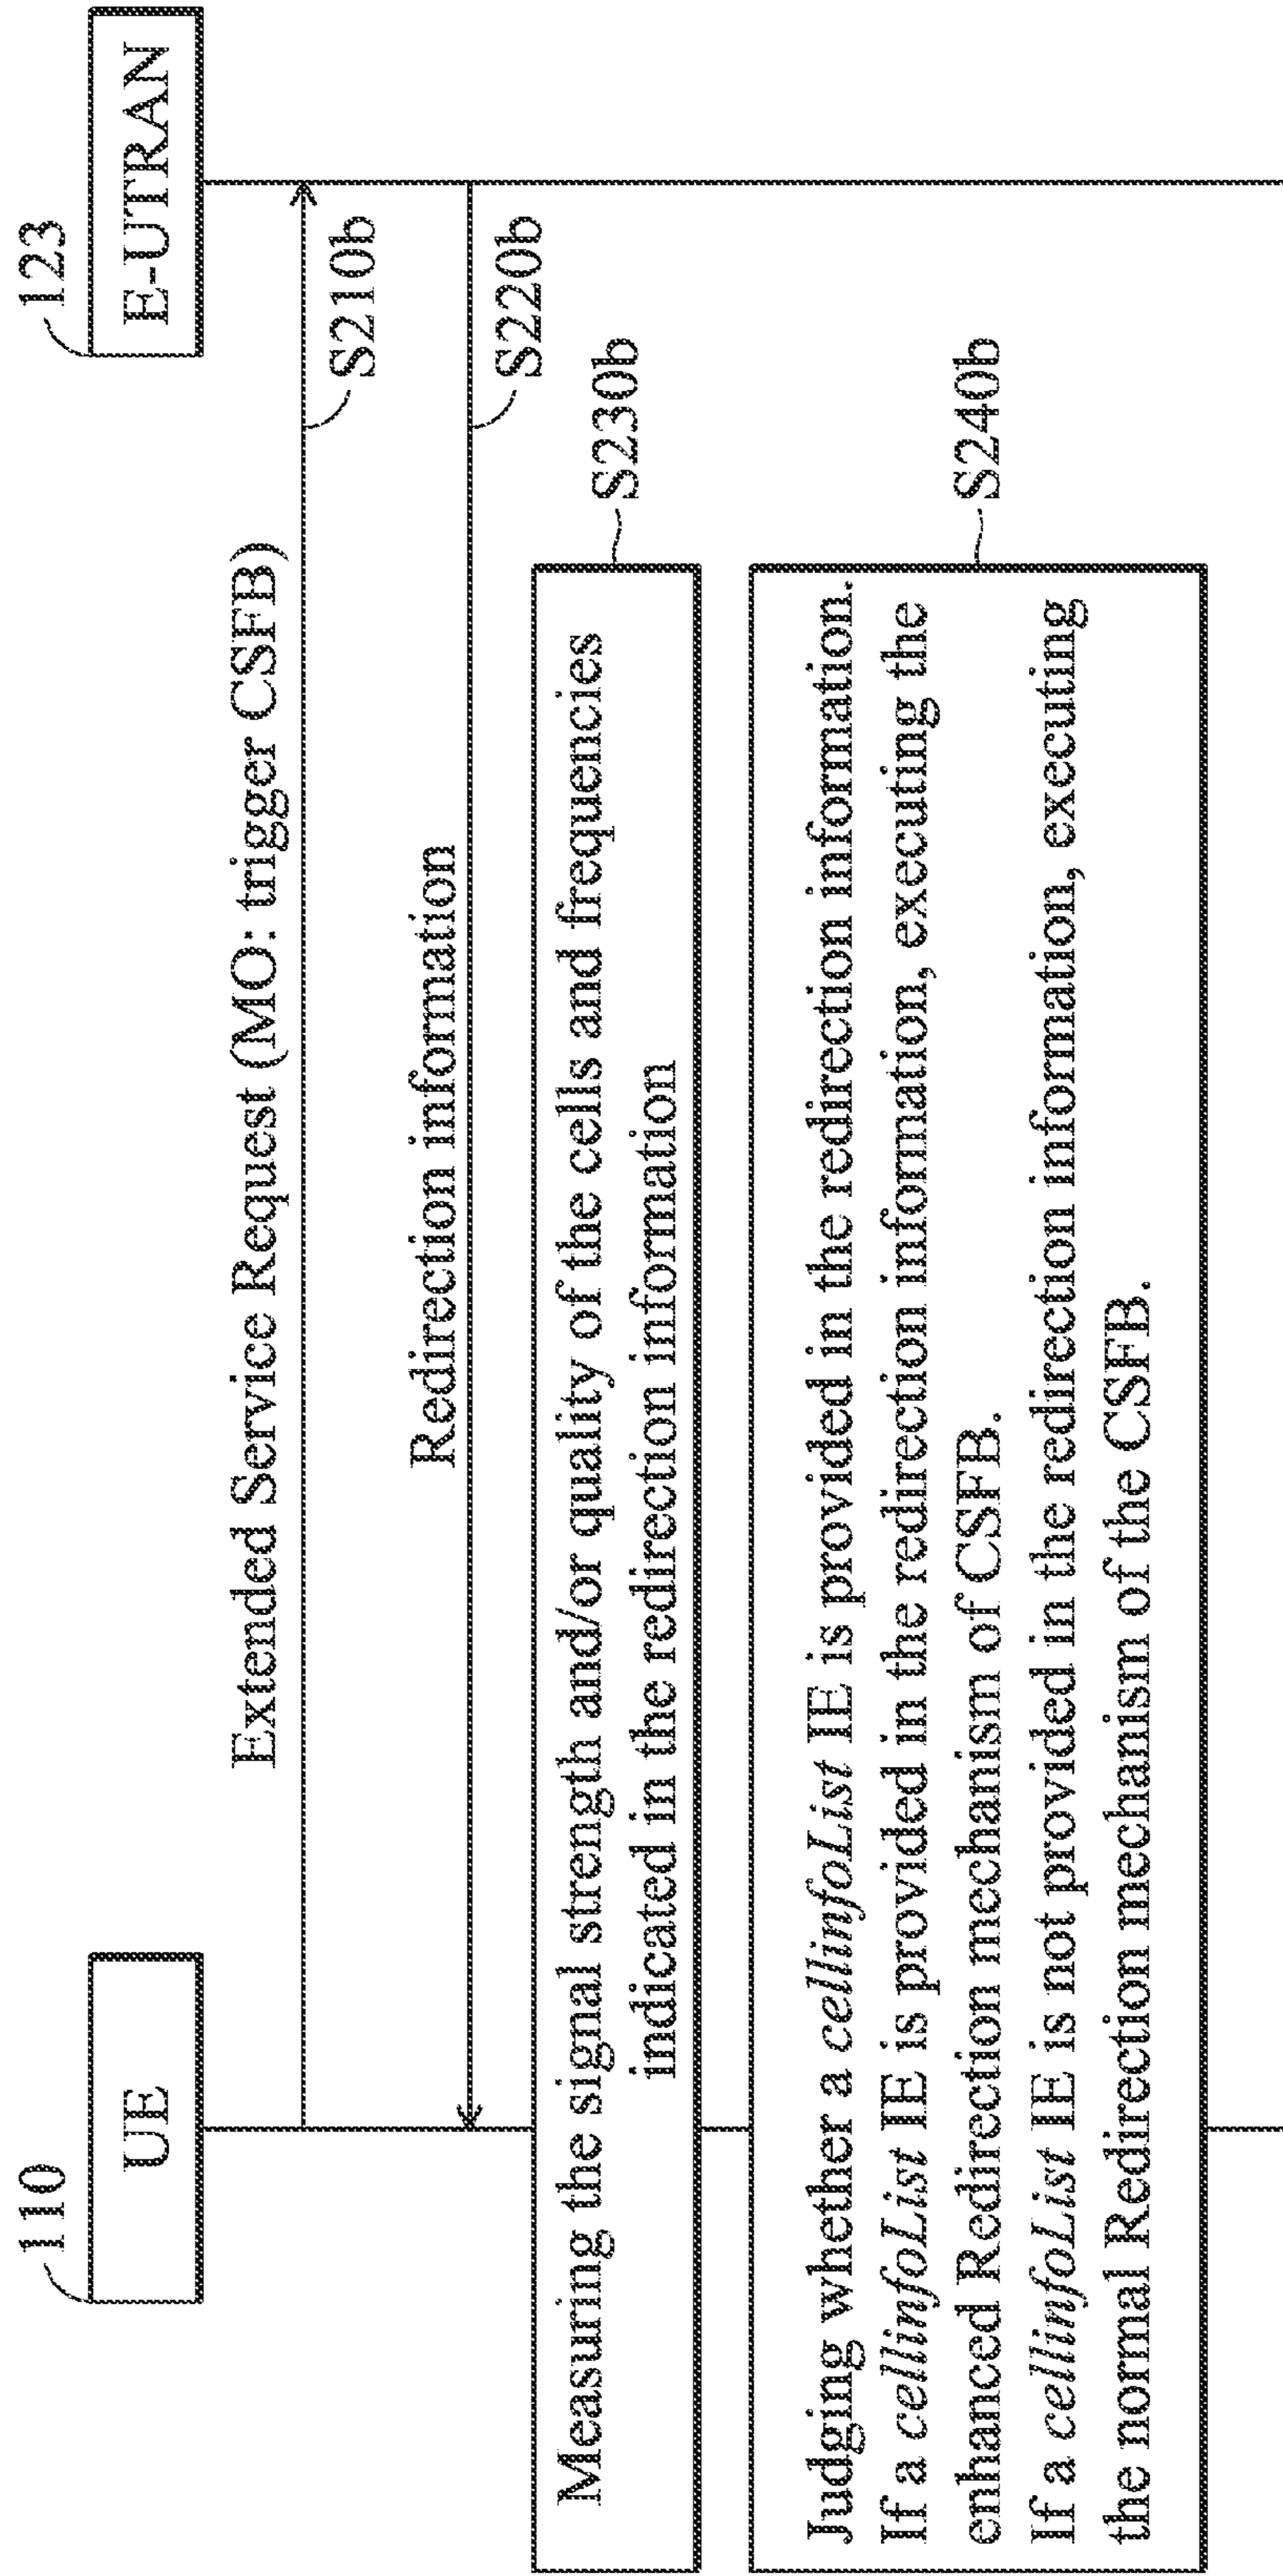 110
UE
123
E-UTRAN
Extended Service Request (MO: trigger CSFB)
S210b
Redirection information
S220b
Measuring the signal strength and/or quality of the cells and frequencies
indicated in the redirection information
S230b
Judging whether a cellinfoList IE is provided in the redirection information.
If a cellinfoList IE is provided in the redirection information, executing the
enhanced Redirection mechanism of CSFB.
If a cellinfoList IE is not provided in the redirection information, executing
the normal Redirection mechanism of the CSFB.
S240b